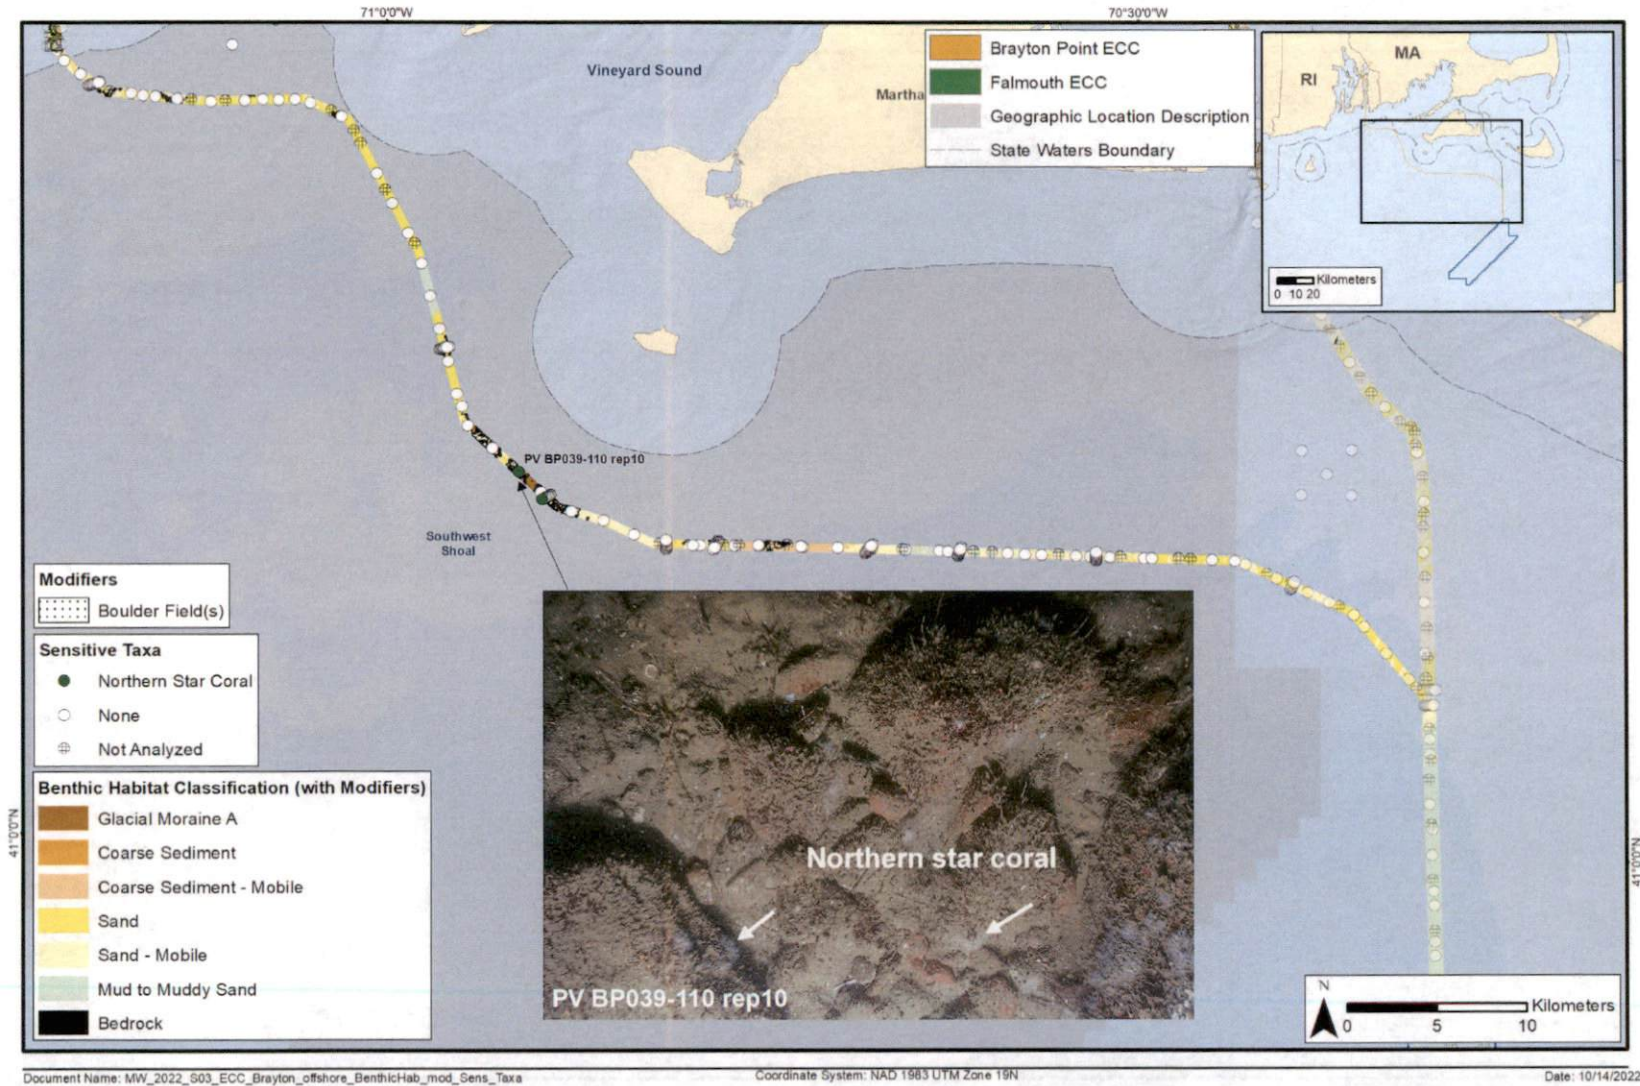 71°0'0"W
70°30'0"W
Vineyard Sound
Martha
Brayton Point ECC
Falmouth ECC
Geographic Location Description
State Waters Boundary
MA
RI
Kilometers
0 10 20
PV BP039-110 rep10
Southwest
Shoal
Modifiers
Boulder Field(s)
Sensitive Taxa
Northern Star Coral
None
Not Analyzed
Benthic Habitat Classification (with Modifiers)
Glacial Moraine A
Coarse Sediment
Coarse Sediment - Mobile
Sand
Sand - Mobile
Mud to Muddy Sand
Bedrock
41°0'0"N
41°0'0"N
Northern star coral
PV BP039-110 rep10
N
Kilometers
0 5 10
Document Name: MW_2022_S03_ECC_Brayton_offshore_BenthicHab_mod_Sens_Taxa
Coordinate System: NAD 1983 UTM Zone 19N
Date: 10/14/2022